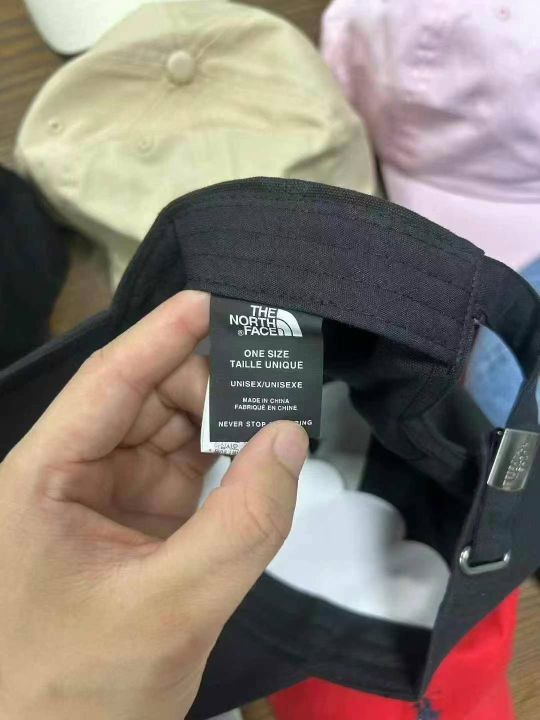 THE
NORTH
®FACE
ONE SIZE
TAILLE UNIQUE
UNISEX/UNISEXE
MADE IN CHINA
FABRIQUÉ EN CHINE
NEVER STOP